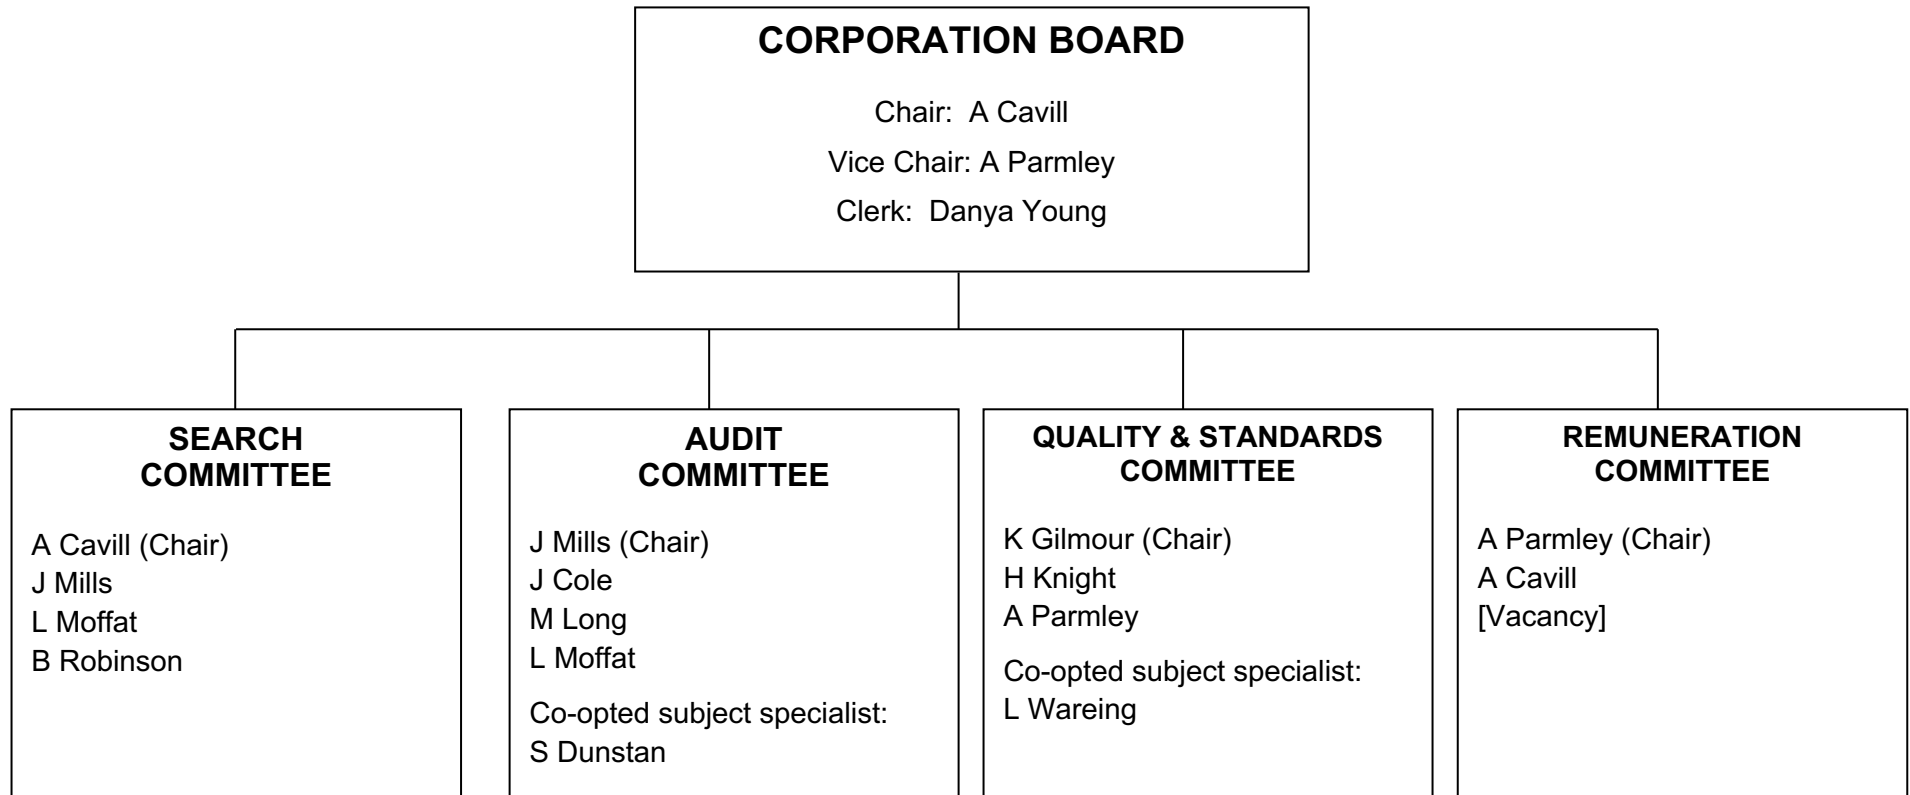 CORPORATION BOARD
Chair:  A Cavill
Vice Chair: A Parmley
Clerk:  Danya Young
SEARCH
COMMITTEE
A Cavill (Chair)
J Mills
L Moffat
B Robinson
AUDIT
COMMITTEE
J Mills (Chair)
J Cole
M Long
L Moffat
Co-opted subject specialist:
S Dunstan
QUALITY & STANDARDS
COMMITTEE
K Gilmour (Chair)
H Knight
A Parmley
Co-opted subject specialist:
L Wareing
REMUNERATION
COMMITTEE
A Parmley (Chair)
A Cavill
[Vacancy]